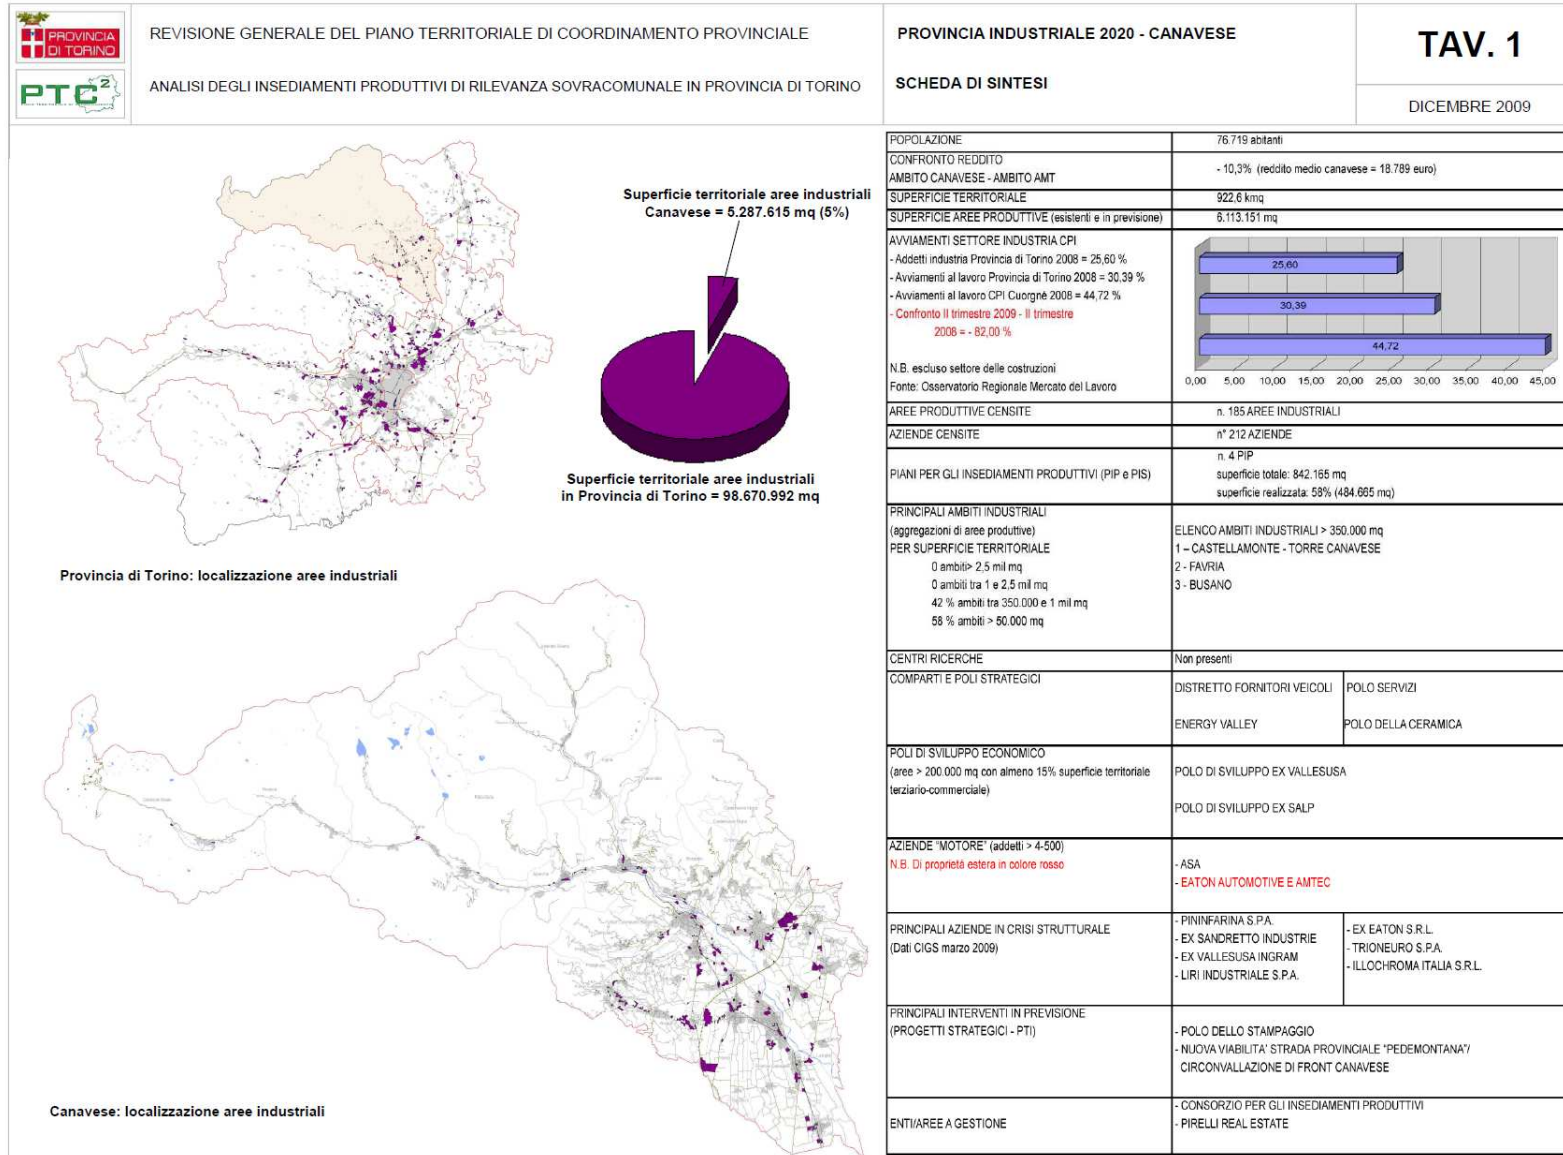 PROVINCIA
DI TORINO
PTC2
REVISIONE GENERALE DEL PIANO TERRITORIALE DI COORDINAMENTO PROVINCIALE
ANALISI DEGLI INSEDIAMENTI PRODUTTIVI DI RILEVANZA SOVRACOMUNALE IN PROVINCIA DI TORINO
PROVINCIA INDUSTRIALE 2020 - CANAVESE
SCHEDA DI SINTESI
TAV. 1
DICEMBRE 2009
Superficie territoriale aree industriali
Canavese = 5.287.615 mq (5%)
Superficie territoriale aree industriali
in Provincia di Torino = 98.670.992 mq
Provincia di Torino: localizzazione aree industriali
Canavese: localizzazione aree industriali
POPOLAZIONE
76.719 abitanti
CONFRONTO REDDITO
AMBITO CANAVESE - AMBITO AMT
- 10,3% (reddito medio canavese = 18.789 euro)
SUPERFICIE TERRITORIALE
922,6 kmq
SUPERFICIE AREE PRODUTTIVE (esistenti e in previsione)
6.113.151 mq
AVVIAMENTI SETTORE INDUSTRIA CPI
- Addetti industria Provincia di Torino 2008 = 25,60 %
- Avviamenti al lavoro Provincia di Torino 2008 = 30,39 %
- Avviamenti al lavoro CPI Cuorgnè 2008 = 44,72 %
- Confronto II trimestre 2009 - II trimestre
2008 = - 82,00 %
N.B. escluso settore delle costruzioni
Fonte: Osservatorio Regionale Mercato del Lavoro
25,60
30,39
44,72
0,00 5,00 10,00 15,00 20,00 25,00 30,00 35,00 40,00 45,00
AREE PRODUTTIVE CENSITE
n. 185 AREE INDUSTRIALI
AZIENDE CENSITE
n° 212 AZIENDE
PIANI PER GLI INSEDIAMENTI PRODUTTIVI (PIP e PIS)
n. 4 PIP
superficie totale: 842.165 mq
superficie realizzata: 58% (484.665 mq)
PRINCIPALI AMBITI INDUSTRIALI
(aggregazioni di aree produttive)
PER SUPERFICIE TERRITORIALE
0 ambiti> 2,5 mil mq
0 ambiti tra 1 e 2,5 mil mq
42 % ambiti tra 350.000 e 1 mil mq
58 % ambiti > 50.000 mq
ELENCO AMBITI INDUSTRIALI > 350.000 mq
1 – CASTELLAMONTE - TORRE CANAVESE
2 - FAVRIA
3 - BUSANO
CENTRI RICERCHE
Non presenti
COMPARTI E POLI STRATEGICI
DISTRETTO FORNITORI VEICOLI
ENERGY VALLEY
POLO SERVIZI
POLO DELLA CERAMICA
POLI DI SVILUPPO ECONOMICO
(aree > 200.000 mq con almeno 15% superficie territoriale
terziario-commerciale)
POLO DI SVILUPPO EX VALLESUSA
POLO DI SVILUPPO EX SALP
AZIENDE "MOTORE" (addetti > 4-500)
N.B. Di proprietà estera in colore rosso
- ASA
- EATON AUTOMOTIVE E AMTEC
PRINCIPALI AZIENDE IN CRISI STRUTTURALE
(Dati CIGS marzo 2009)
- PININFARINA S.P.A.
- EX SANDRETTO INDUSTRIE
- EX VALLESUSA INGRAM
- LIRI INDUSTRIALE S.P.A.
- EX EATON S.R.L.
- TRIONEURO S.P.A.
- ILLOCHROMA ITALIA S.R.L.
PRINCIPALI INTERVENTI IN PREVISIONE
(PROGETTI STRATEGICI - PTI)
- POLO DELLO STAMPAGGIO
- NUOVA VIABILITA' STRADA PROVINCIALE "PEDEMONTANA"/
CIRCONVALLAZIONE DI FRONT CANAVESE
ENTI/AREE A GESTIONE
- CONSORZIO PER GLI INSEDIAMENTI PRODUTTIVI
- PIRELLI REAL ESTATE